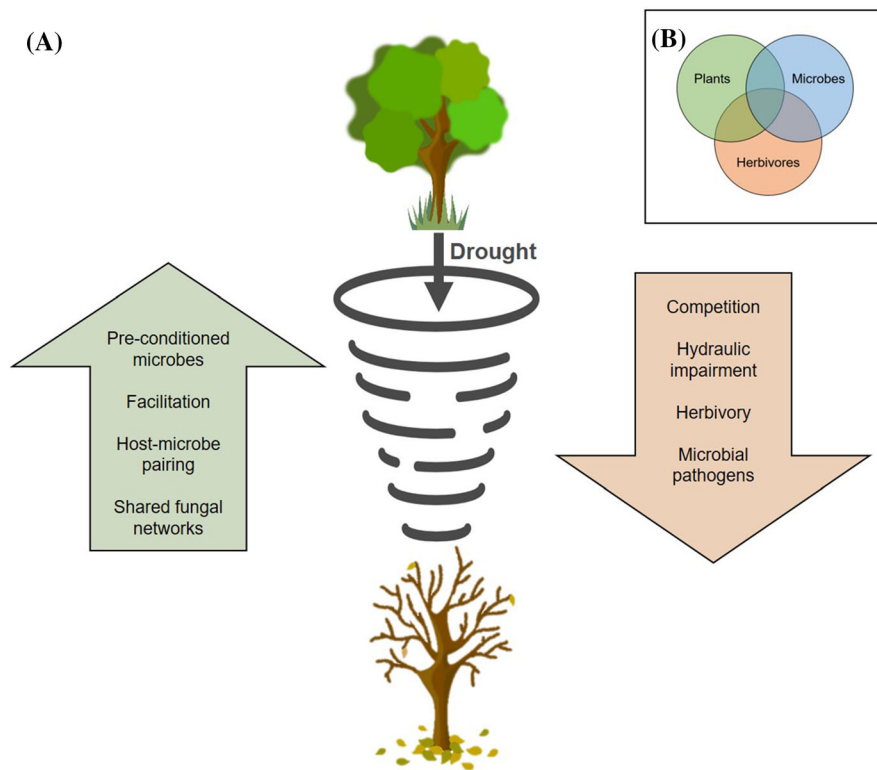 (A)
(B)
Plants
Microbes
Herbivores
Drought
Pre-conditioned
microbes
Facilitation
Host-microbe
pairing
Shared fungal
networks
Competition
Hydraulic
impairment
Herbivory
Microbial
pathogens